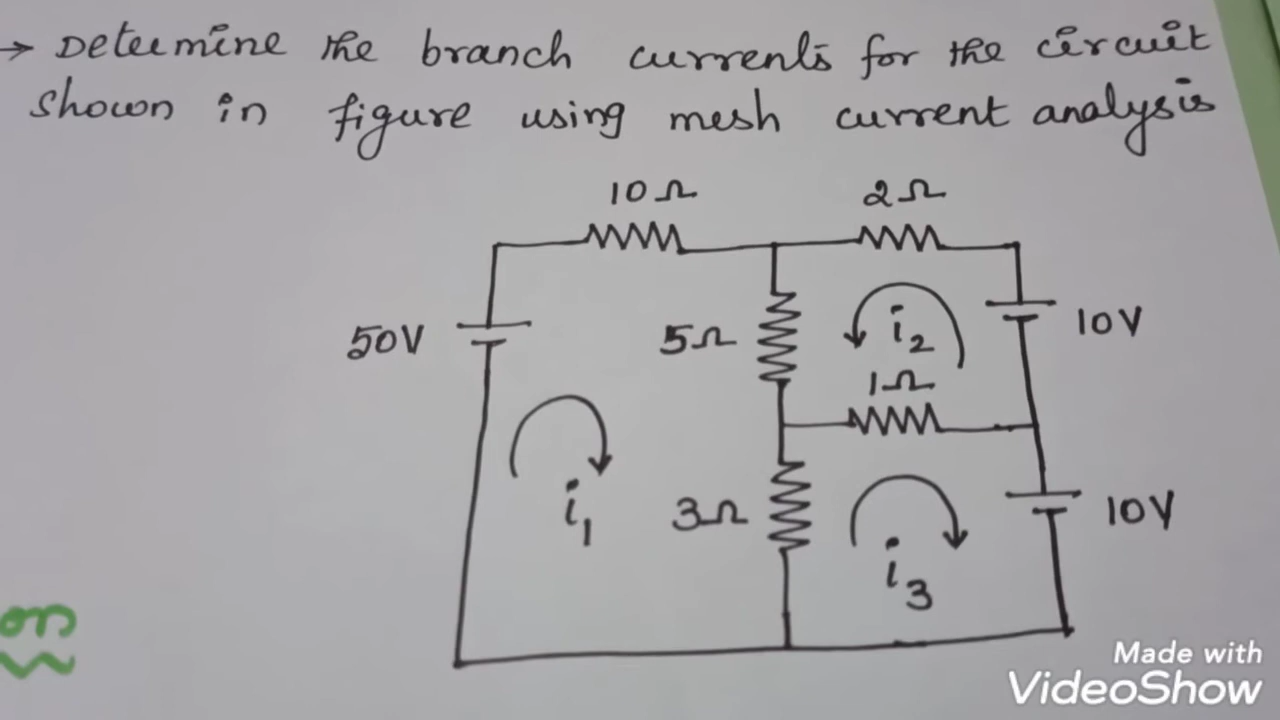 → Determine the branch currents for the circuit
shown in figure using mesh current analysis
10Ω 2Ω
50V 5Ω i2 10V
1Ω
i1 3Ω i3 10V
on
Made with
VideoShow